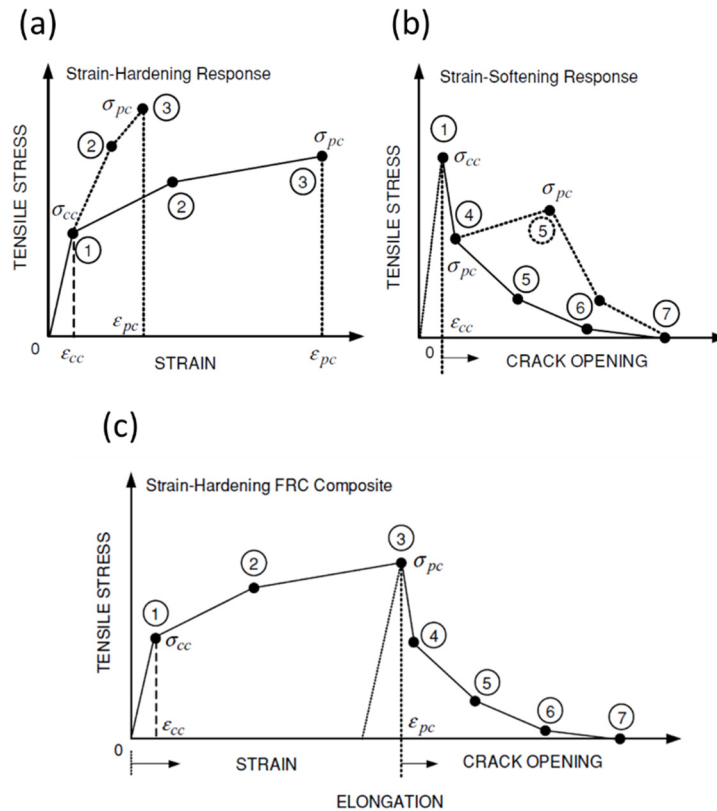 (a)
Strain-Hardening Response
TENSILE STRESS
σpc
3
2
σcc
1
σpc
3
2
0
εcc
εpc
εpc
STRAIN
(b)
Strain-Softening Response
TENSILE STRESS
1
σcc
4
σpc
σpc
5
5
6
7
εcc
0
CRACK OPENING
(c)
Strain-Hardening FRC Composite
TENSILE STRESS
1
σcc
2
3
σpc
4
5
6
7
0
εcc
εpc
STRAIN
CRACK OPENING
ELONGATION